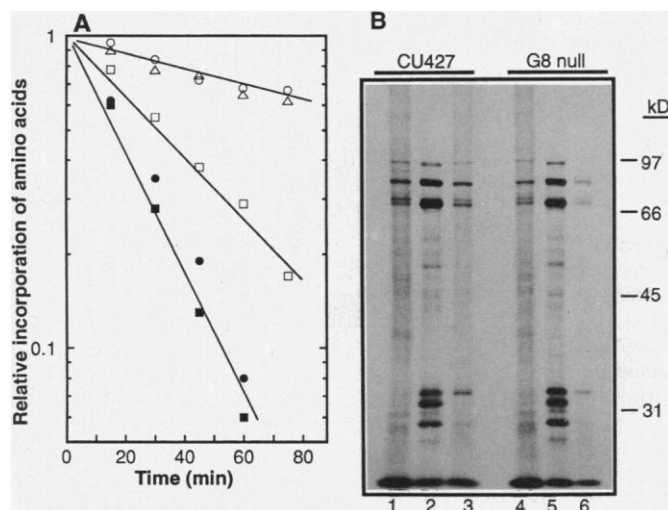 A
Relative incorporation of amino acids
1
0.1
0 20 40 60 80
Time (min)
B
CU427 G8 null
kD
97
66
45
31
1 2 3 4 5 6